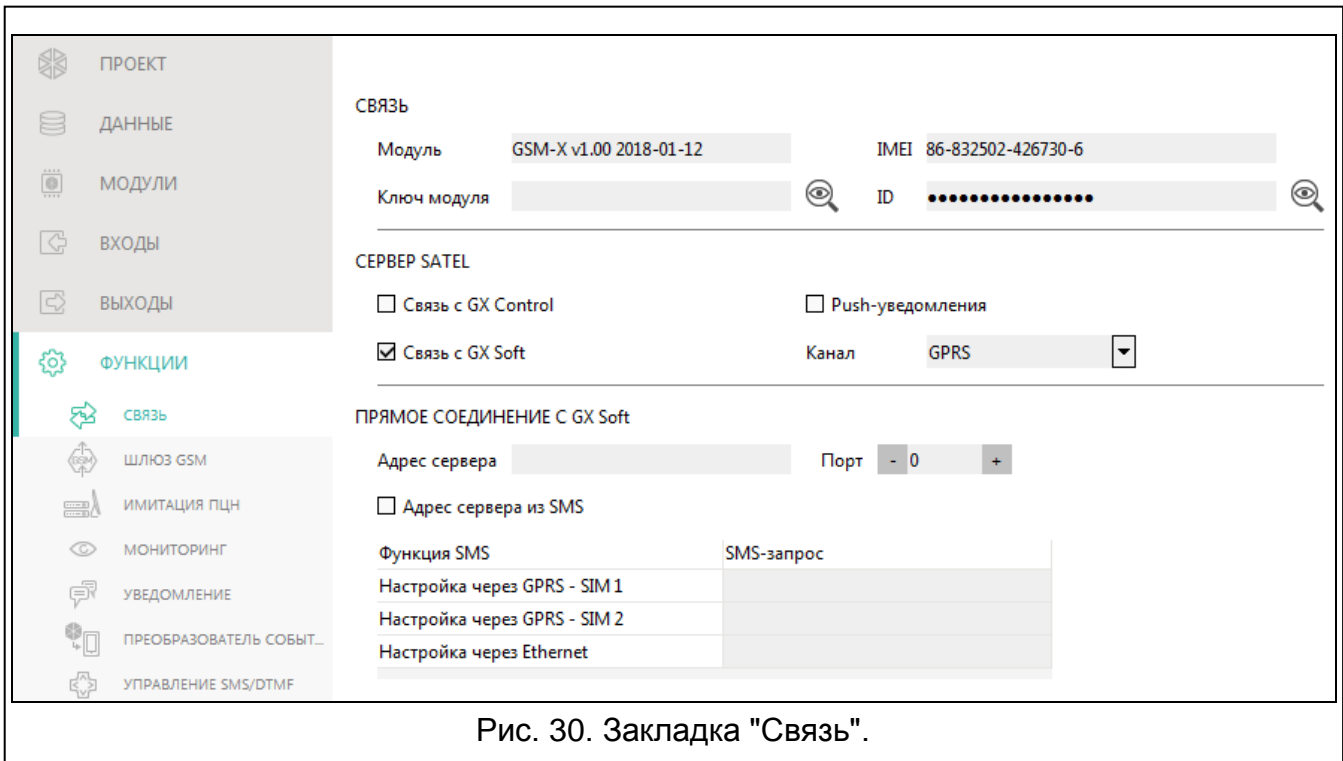 ПРОЕКТ
ДАННЫЕ
МОДУЛИ
ВХОДЫ
ВЫХОДЫ
ФУНКЦИИ
СВЯЗЬ
ШЛЮЗ GSM
ИМИТАЦИЯ ПЦН
МОНИТОРИНГ
УВЕДОМЛЕНИЕ
ПРЕОБРАЗОВАТЕЛЬ СОБЫТ...
УПРАВЛЕНИЕ SMS/DTMF
СВЯЗЬ
Модуль GSM-X v1.00 2018-01-12 IMEI 86-832502-426730-6
Ключ модуля ID ••••••••••••••••
СЕРВЕР SATEL
Связь с GX Control Push-уведомления
Связь с GX Soft Канал GPRS
ПРЯМОЕ СОЕДИНЕНИЕ С GX Soft
Адрес сервера Порт - 0 +
Адрес сервера из SMS
Функция SMS SMS-запрос
Настройка через GPRS - SIM 1
Настройка через GPRS - SIM 2
Настройка через Ethernet
Рис. 30. Закладка "Связь".